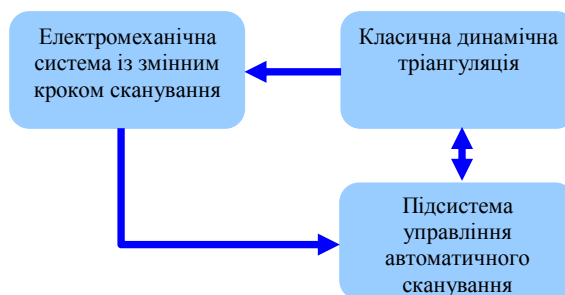 Електромеханічна
система із змінним
кроком сканування
Класична динамічна
тріангуляція
Підсистема
управління
автоматичного
сканування